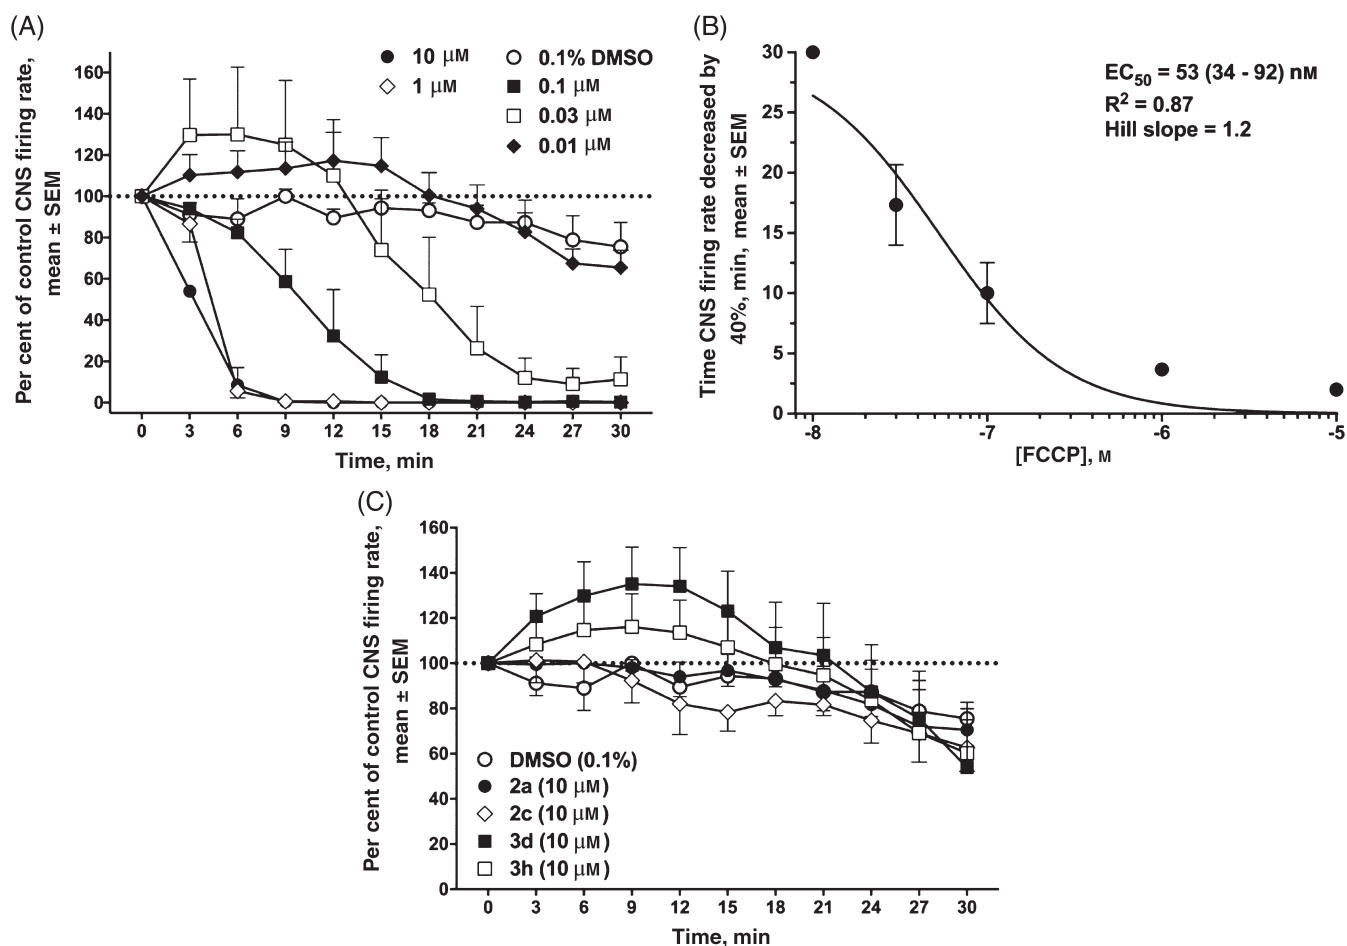 (A)
Per cent of control CNS firing rate,
mean ± SEM
160
140
120
100
80
60
40
20
0
10 μM
1 μM
0.1% DMSO
0.1 μM
0.03 μM
0.01 μM
0 3 6 9 12 15 18 21 24 27 30
Time, min
(B)
Time CNS firing rate decreased by
40%, min, mean ± SEM
30
25
20
15
10
5
0
EC50 = 53 (34 - 92) nM
R2 = 0.87
Hill slope = 1.2
-8 -7 -6 -5
[FCCP], M
(C)
Per cent of control CNS firing rate,
mean ± SEM
160
140
120
100
80
60
40
20
0
DMSO (0.1%)
2a (10 μM)
2c (10 μM)
3d (10 μM)
3h (10 μM)
0 3 6 9 12 15 18 21 24 27 30
Time, min